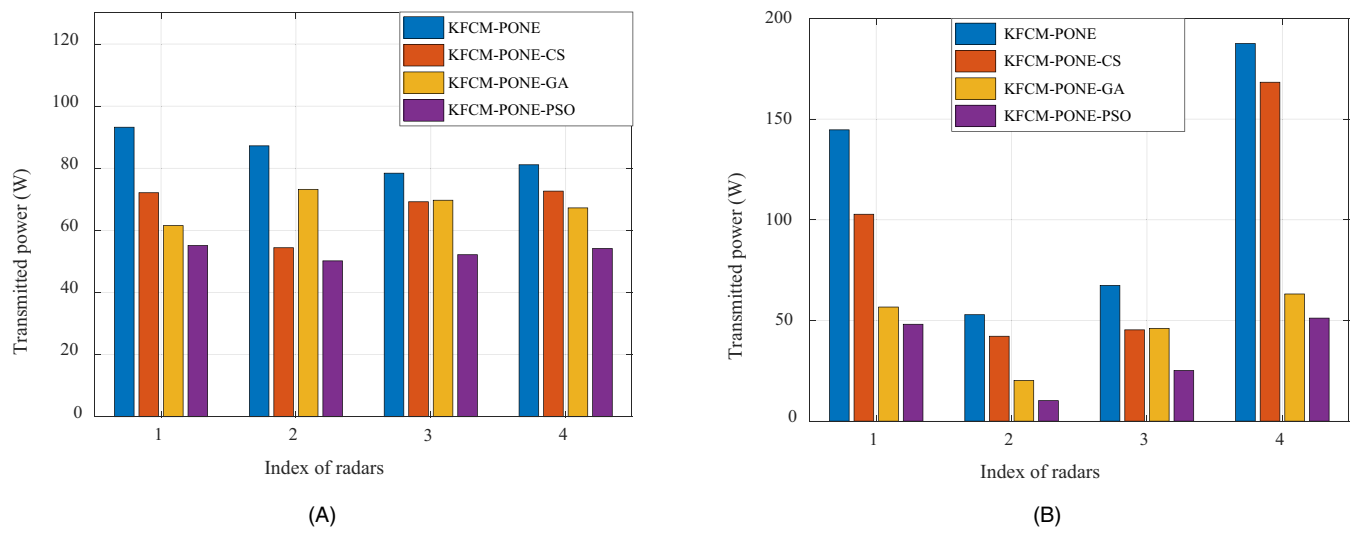 120
100
80
60
40
20
0
Transmitted power (W)
KFCM-PONE
KFCM-PONE-CS
KFCM-PONE-GA
KFCM-PONE-PSO
1 2 3 4
Index of radars
(A)
200
150
100
50
0
Transmitted power (W)
KFCM-PONE
KFCM-PONE-CS
KFCM-PONE-GA
KFCM-PONE-PSO
1 2 3 4
Index of radars
(B)